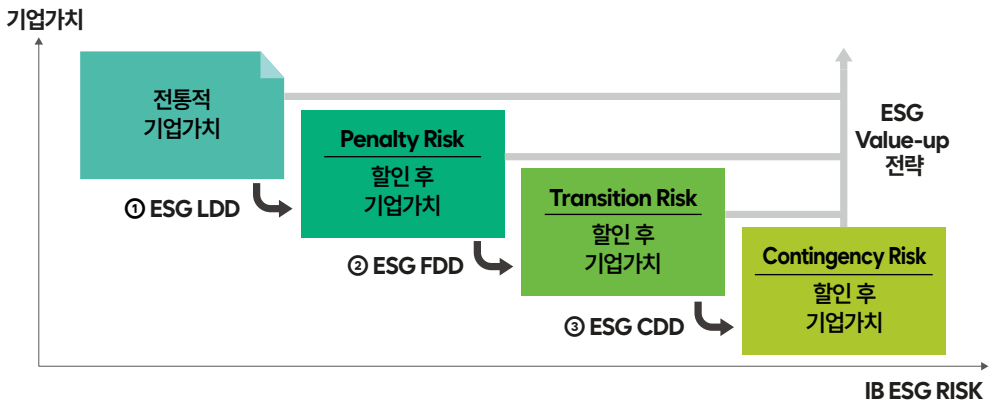 기업가치
전통적
기업가치
① ESG LDD
Penalty Risk
할인 후
기업가치
② ESG FDD
Transition Risk
할인 후
기업가치
③ ESG CDD
Contingency Risk
할인 후
기업가치
ESG
Value-up
전략
IB ESG RISK